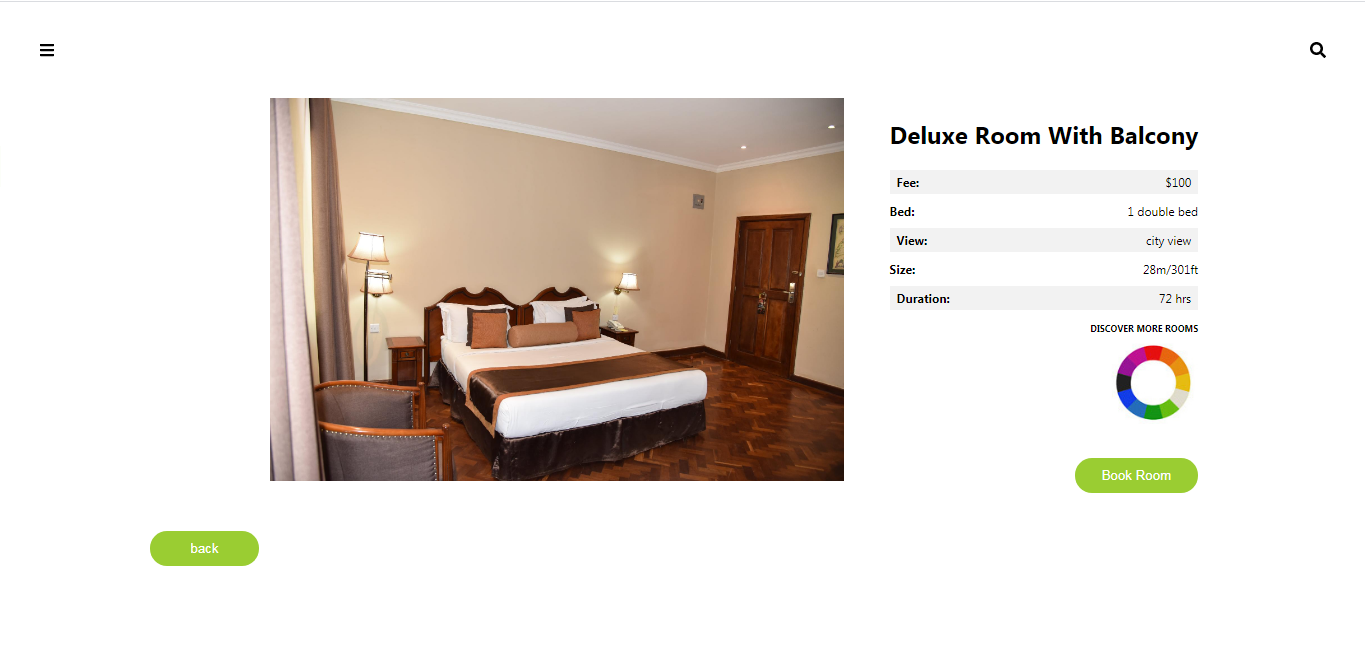 Deluxe Room With Balcony
Fee: $100
Bed: 1 double bed
View: city view
Size: 28m/301ft
Duration: 72 hrs
DISCOVER MORE ROOMS
Book Room
back